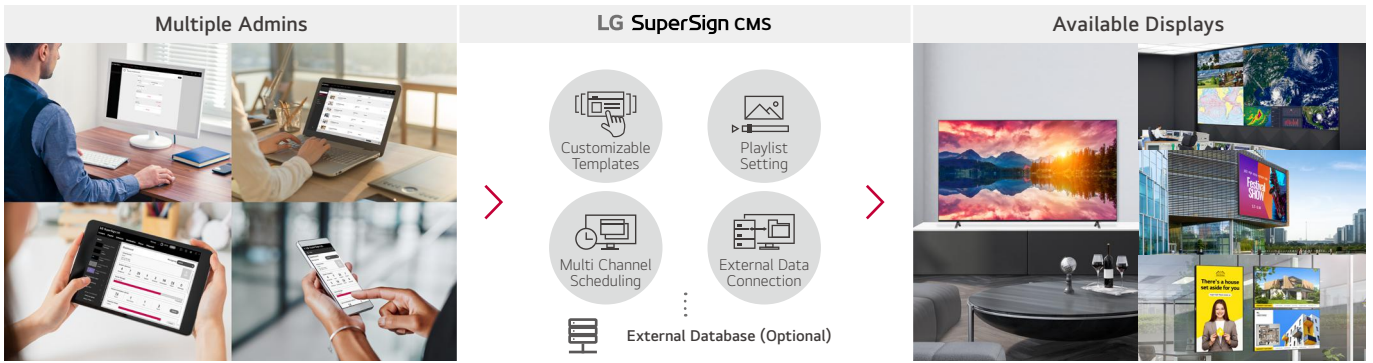 Multiple Admins
LG SuperSign CMS
Available Displays
Customizable
Templates
Playlist
Setting
Multi Channel
Scheduling
External Data
Connection
External Database (Optional)
Festival
SHOW
There's a house
set aside for you